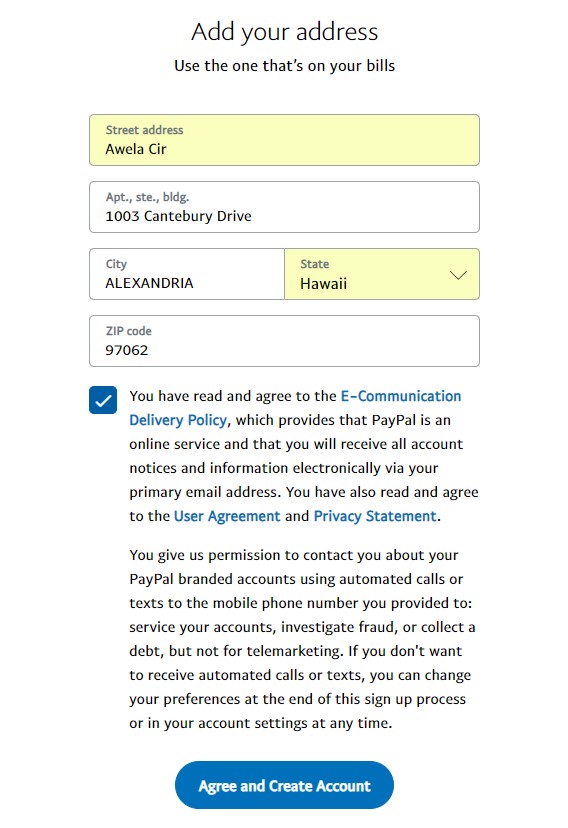 Add your address
Use the one that's on your bills
Street address
Awela Cir
Apt., ste., bldg.
1003 Cantebury Drive
City
ALEXANDRIA
State
Hawaii
ZIP code
97062
You have read and agree to the E-Communication
Delivery Policy, which provides that PayPal is an
online service and that you will receive all account
notices and information electronically via your
primary email address. You have also read and agree
to the User Agreement and Privacy Statement.
You give us permission to contact you about your
PayPal branded accounts using automated calls or
texts to the mobile phone number you provided to:
service your accounts, investigate fraud, or collect a
debt, but not for telemarketing. If you don't want
to receive automated calls or texts, you can change
your preferences at the end of this sign up process
or in your account settings at any time.
Agree and Create Account